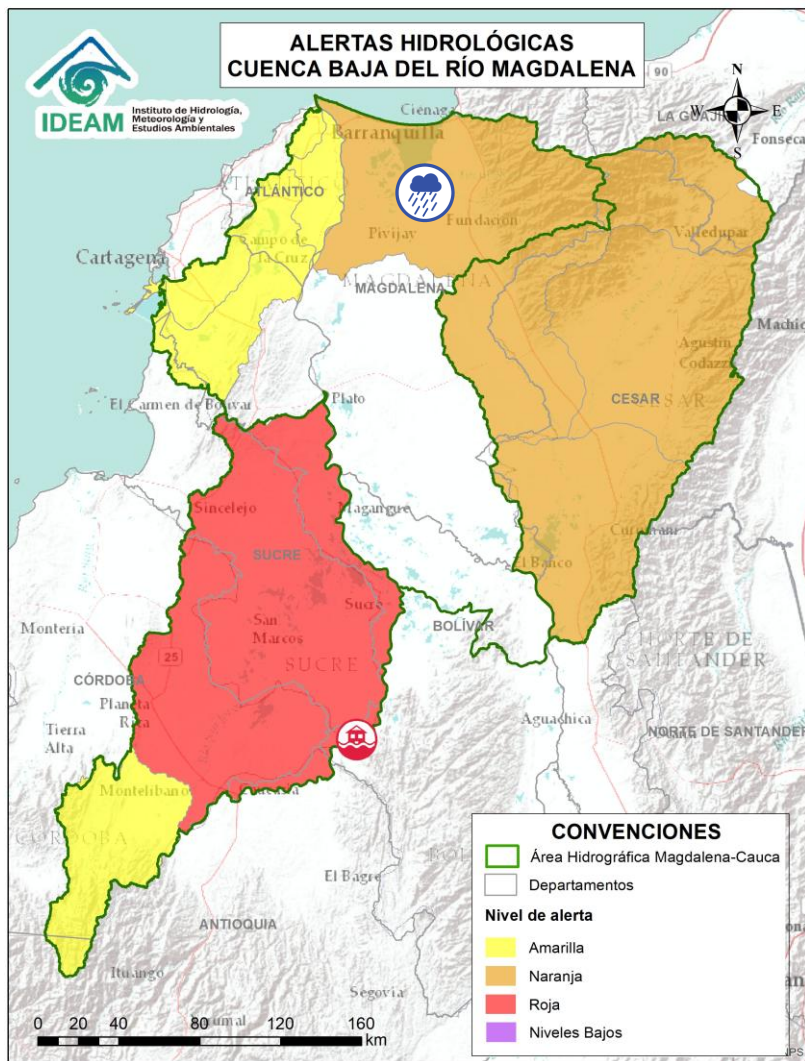 ALERTAS HIDROLÓGICAS
CUENCA BAJA DEL RÍO MAGDALENA
IDEAM
Instituto de Hidrología,
Meteorología y
Estudios Ambientales
90
N
W
E
S
LA GUAJI
Fonseca
Ciénaga
Barranquilla
ATLÁNTICO
Campo de
la Cruz
Cartagena
Pivijay
Fundación
Valledupar
MAGDALENA
MAGDALENA
Agustín
Codazzi
CESAR
El Carmen de Bolívar
Plato
Sincelejo
Magangué
SUCRE
El Banco
San
Marcos
Sucre
SUCRE
BOLÍVAR
Montería
25
CÓRDOBA
NORTE DE
SANTANDER
Planeta
Rica
Tierra
Alta
Aguachica
NORTE DE SANTANDER
Montelíbano
El Bagre
ANTIOQUIA
Ituango
Segovia
CONVENCIONES
Área Hidrográfica Magdalena-Cauca
Departamentos
Nivel de alerta
Amarilla
Naranja
Roja
Niveles Bajos
0 20 40 80 120 160
km